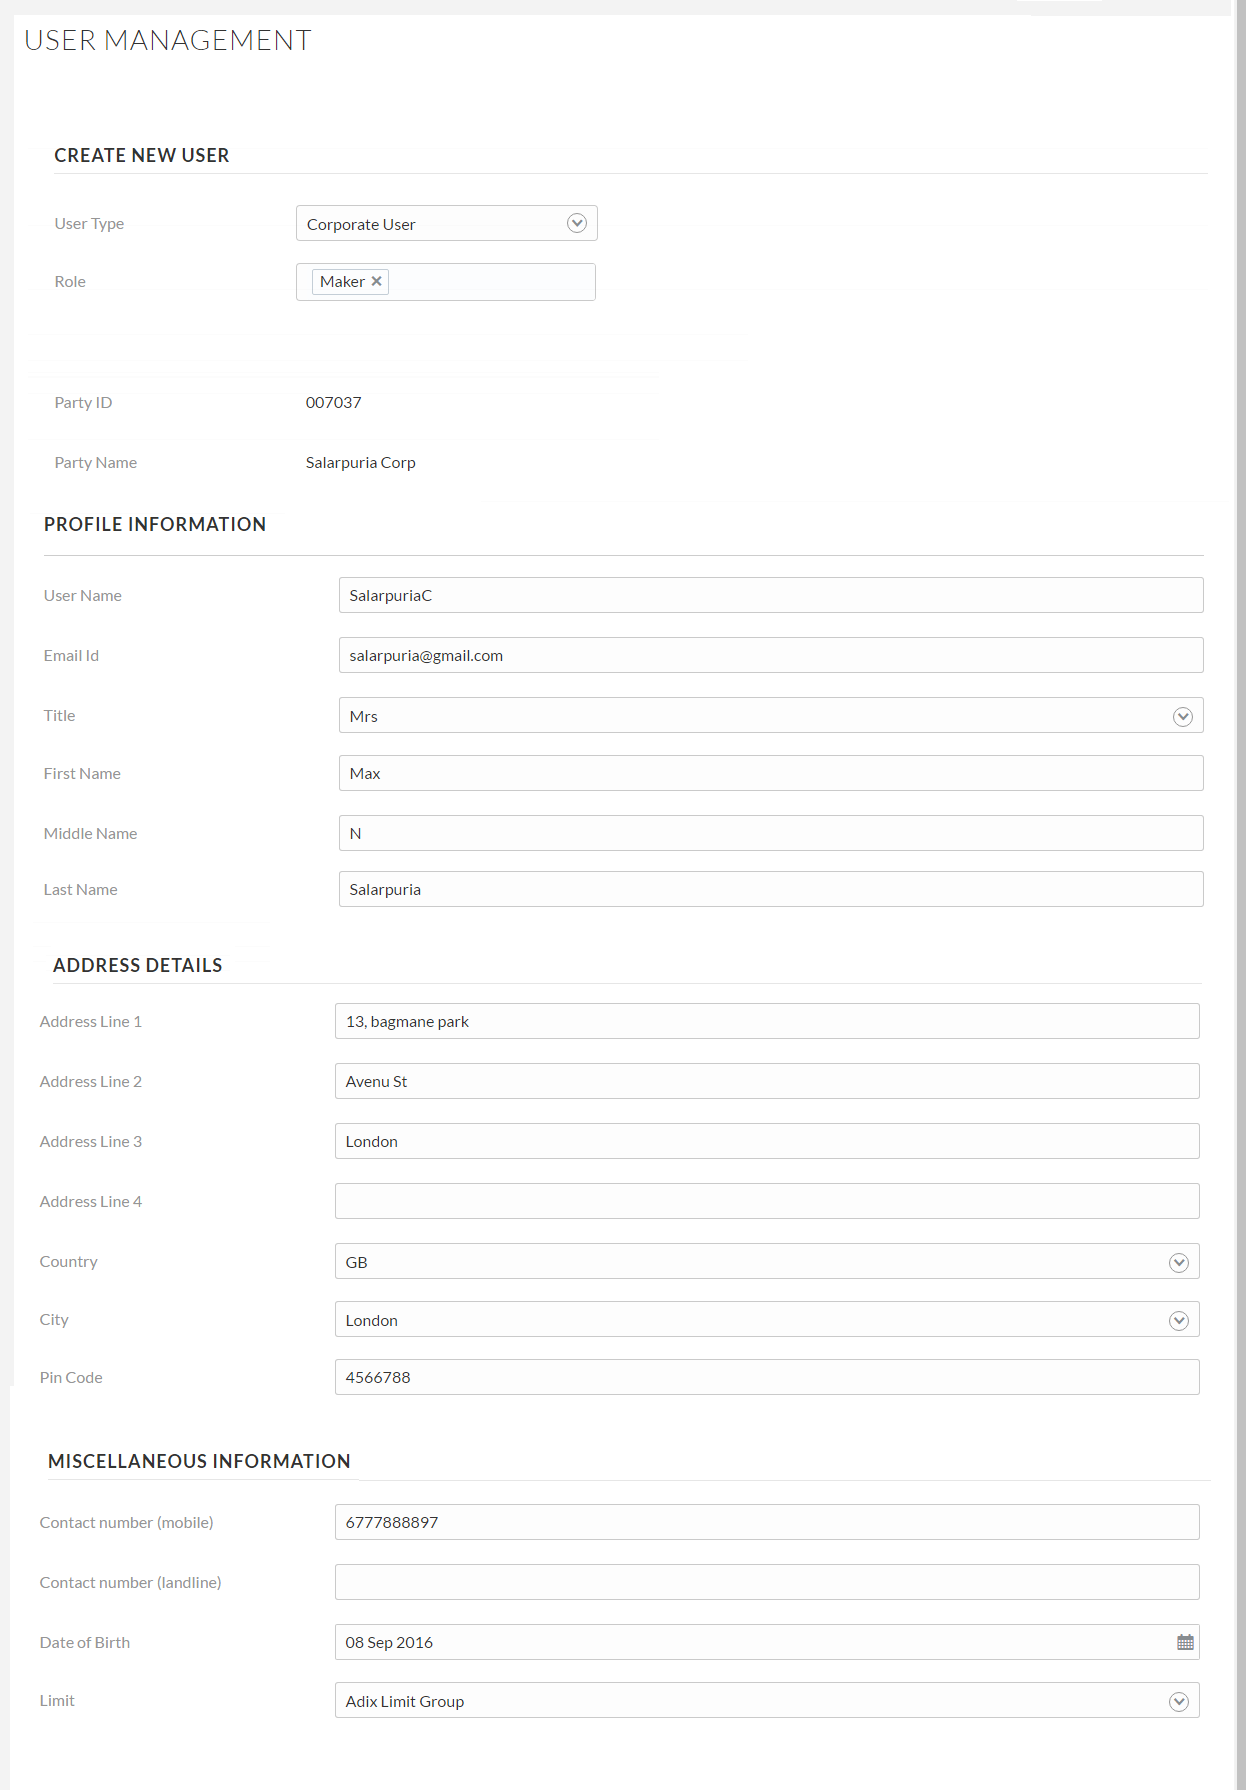 USER MANAGEMENT
CREATE NEW USER
User Type Corporate User
Role Maker ✕
Party ID 007037
Party Name Salarpuria Corp
PROFILE INFORMATION
User Name SalarpuriaC
Email Id salarpuria@gmail.com
Title Mrs
First Name Max
Middle Name N
Last Name Salarpuria
ADDRESS DETAILS
Address Line 1 13, bagmane park
Address Line 2 Avenu St
Address Line 3 London
Address Line 4
Country GB
City London
Pin Code 4566788
MISCELLANEOUS INFORMATION
Contact number (mobile) 6777888897
Contact number (landline)
Date of Birth 08 Sep 2016
Limit Adix Limit Group